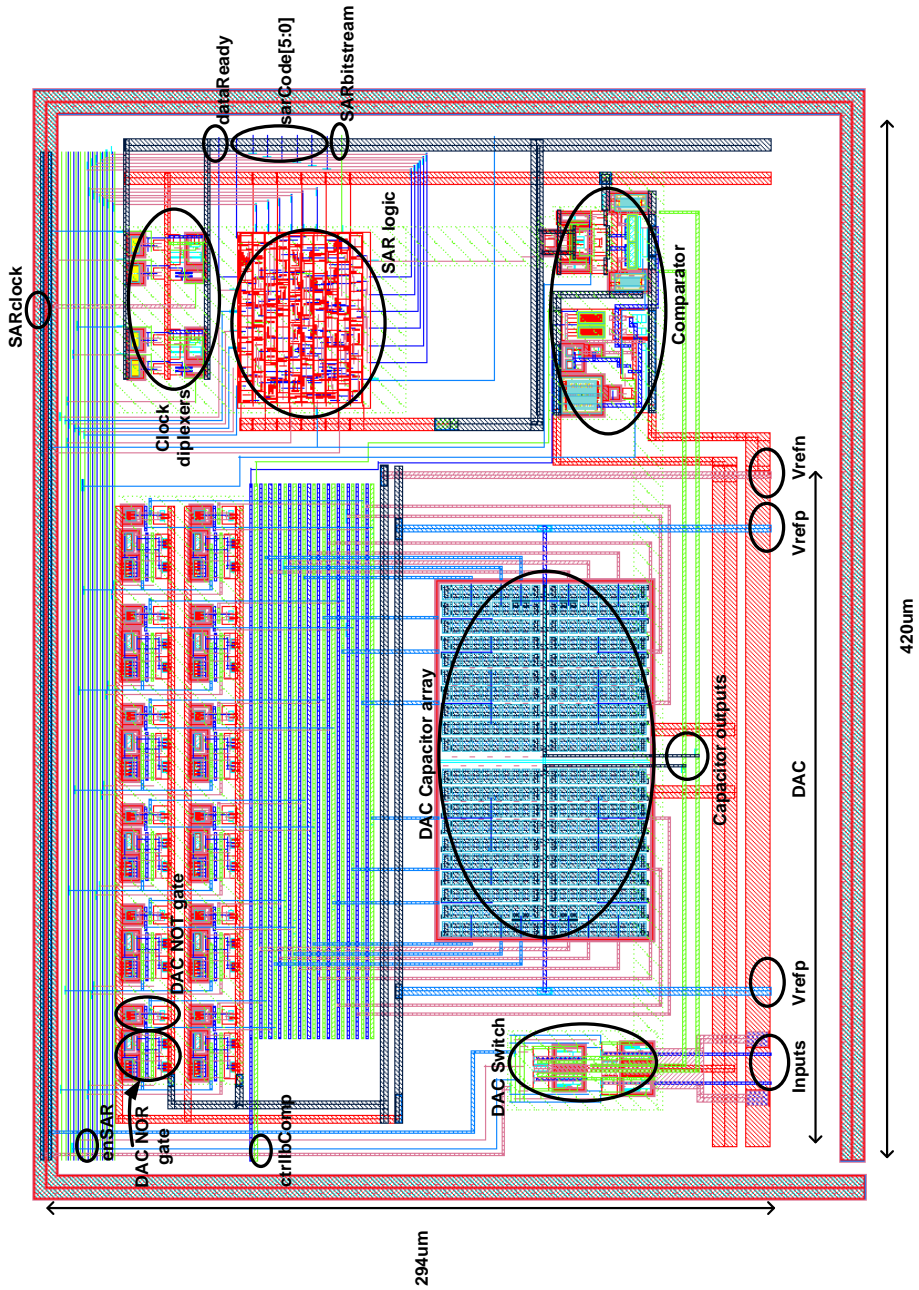 SARclock
dataReady
sarCode[5:0]
SARbitstream
Clock
diplexers
SAR logic
Comparator
Vrefn
Vrefp
DAC Capacitor array
Capacitor outputs
DAC
DAC NOT gate
Vrefp
DAC Switch
Inputs
enSAR
DAC NOR
gate
ctrlIbComp
420um
294um